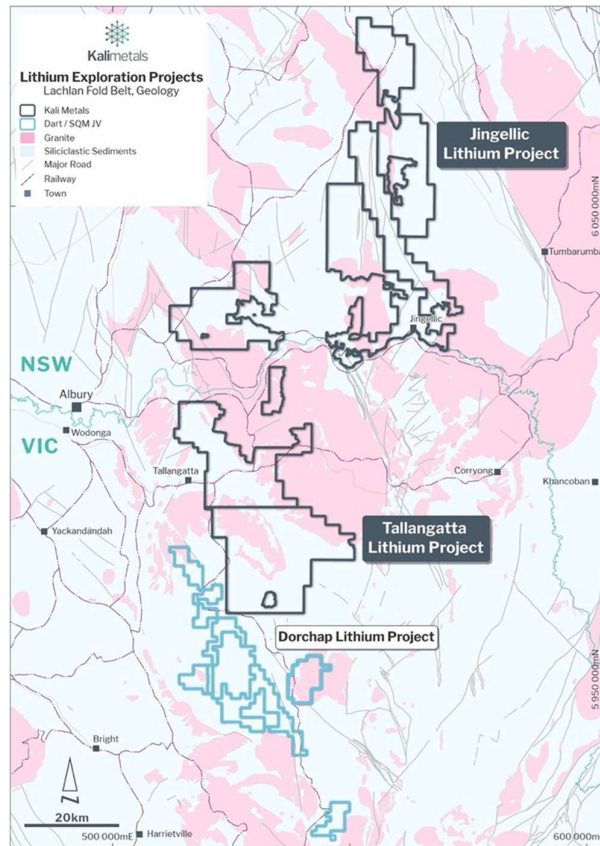 Kalimetals
Lithium Exploration Projects
Lachlan Fold Belt, Geology
Kali Metals
Dart / SQM JV
Granite
Siliciclastic Sediments
Major Road
Railway
Town
Jingellic
Lithium Project
6 050 000mN
Tumbarumba
Jingellic
NSW
Albury
Wodonga
VIC
Tallangatta
Corryong
Khancoban
Yackandandah
Tallangatta
Lithium Project
Dorchap Lithium Project
5 950 000mN
Bright
N
20km
500 000mE
Harrietville
600 000m